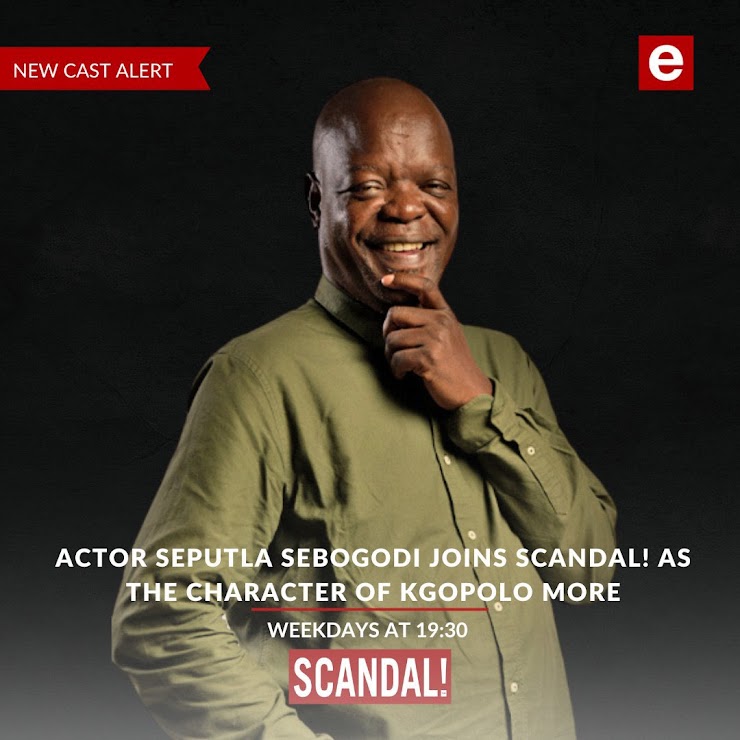 NEW CAST ALERT
e
ACTOR SEPUTLA SEBOGODI JOINS SCANDAL! AS
THE CHARACTER OF KGOPOLO MORE
WEEKDAYS AT 19:30
SCANDAL!